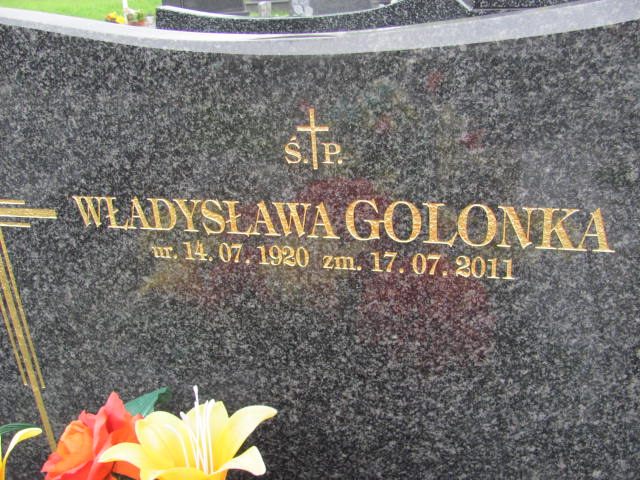 Ś.P.
WŁADYSŁAWA GOLONKA
ur. 14. 07. 1920 zm. 17. 07. 2011